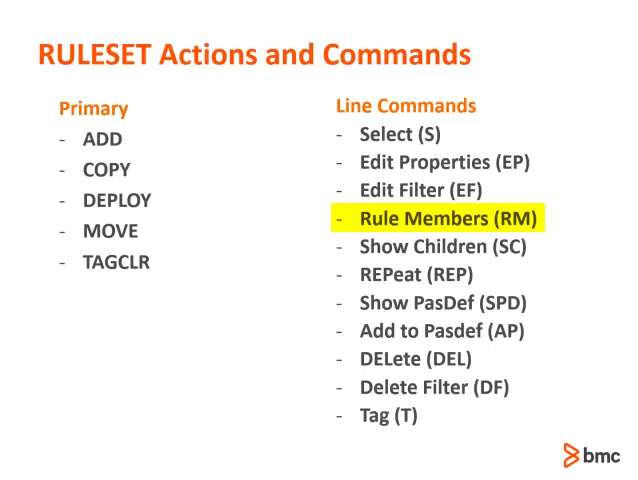 RULESET Actions and Commands
Primary
- ADD
- COPY
- DEPLOY
- MOVE
- TAGCLR
Line Commands
- Select (S)
- Edit Properties (EP)
- Edit Filter (EF)
- Rule Members (RM)
- Show Children (SC)
- REPeat (REP)
- Show PasDef (SPD)
- Add to Pasdef (AP)
- DELete (DEL)
- Delete Filter (DF)
- Tag (T)
bmc